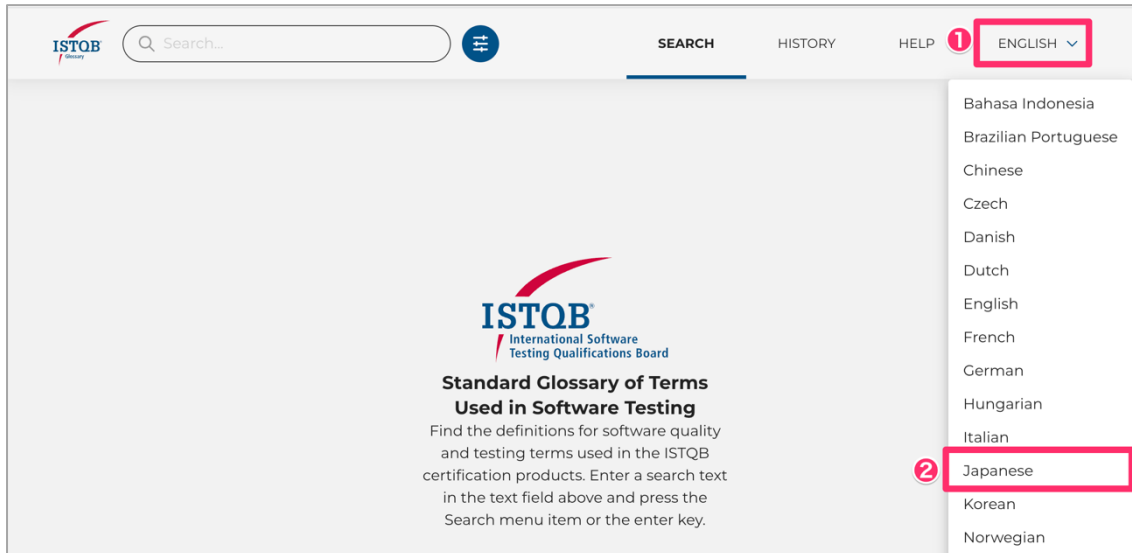 ISTQB
Glossary
Search...
SEARCH
HISTORY
HELP
1
ENGLISH
Bahasa Indonesia
Brazilian Portuguese
Chinese
Czech
Danish
Dutch
English
French
German
Hungarian
Italian
2
Japanese
Korean
Norwegian
ISTQB®
International Software
Testing Qualifications Board
Standard Glossary of Terms
Used in Software Testing
Find the definitions for software quality
and testing terms used in the ISTQB
certification products. Enter a search text
in the text field above and press the
Search menu item or the enter key.